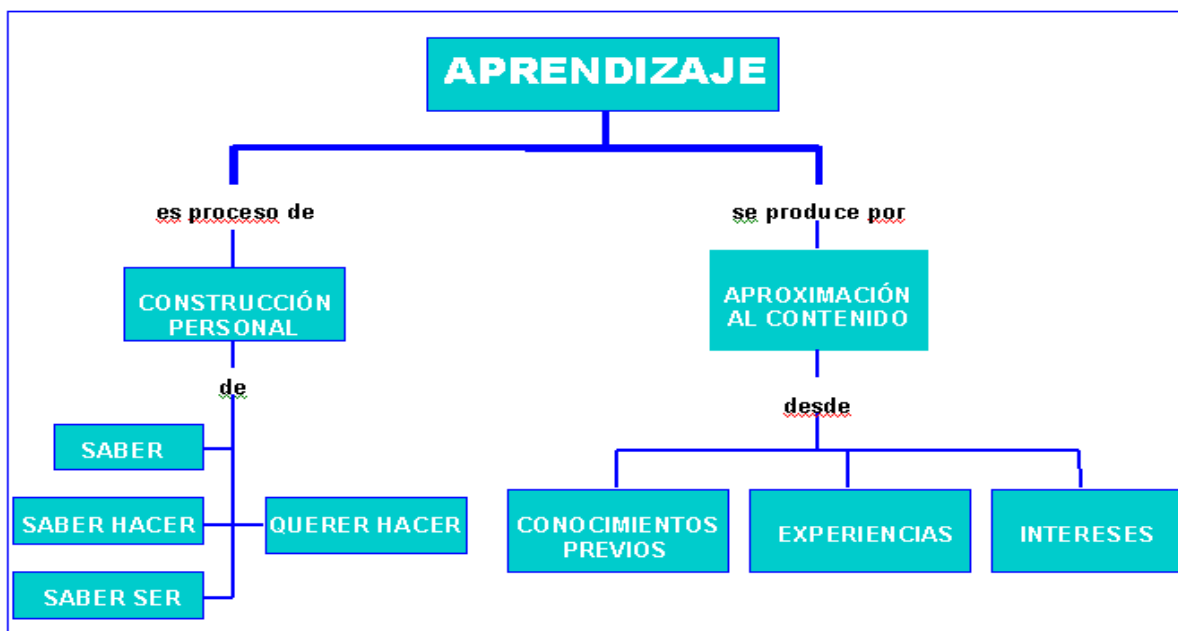 APRENDIZAJE
es proceso de
se produce por
CONSTRUCCIÓN
PERSONAL
APROXIMACIÓN
AL CONTENIDO
de
desde
SABER
SABER HACER
QUERER HACER
SABER SER
CONOCIMIENTOS
PREVIOS
EXPERIENCIAS
INTERESES